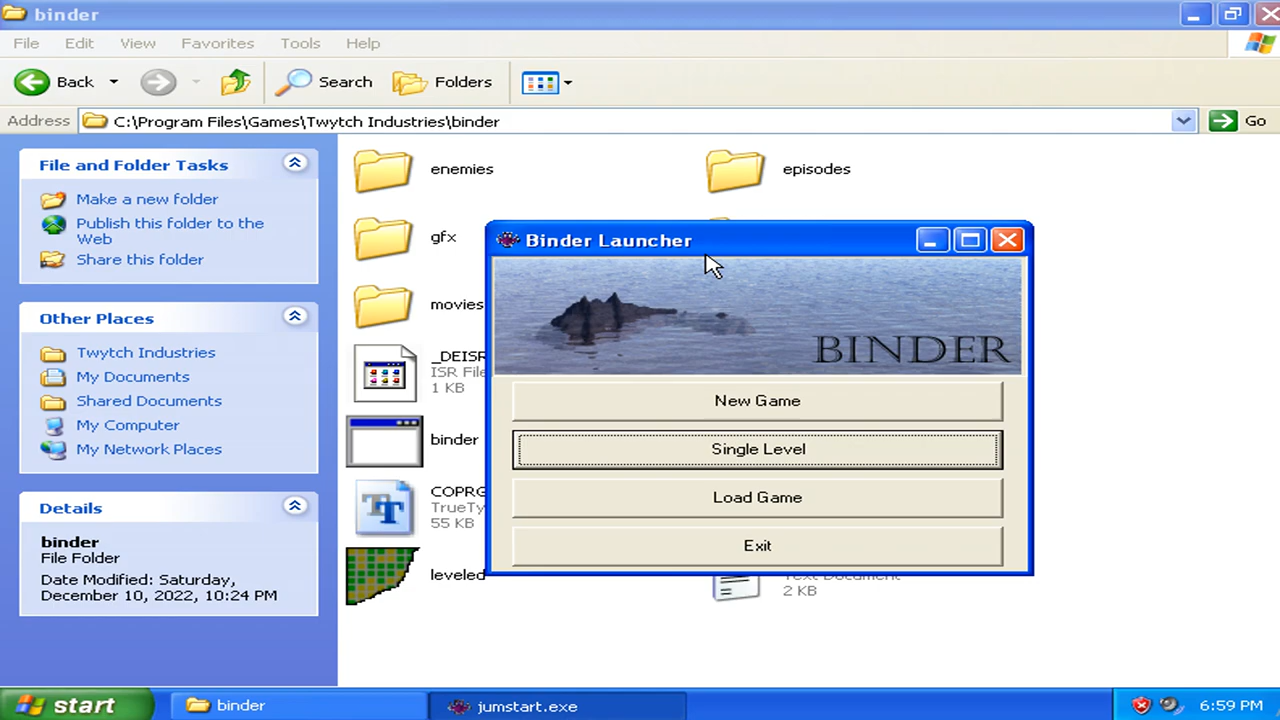 binder
File Edit View Favorites Tools Help
Back Search Folders
Address C:\Program Files\Games\Twytch Industries\binder Go
File and Folder Tasks
Make a new folder
Publish this folder to the
Web
Share this folder
Other Places
Twytch Industries
My Documents
Shared Documents
My Computer
My Network Places
Details
binder
File Folder
Date Modified: Saturday,
December 10, 2022, 10:24 PM
enemies
episodes
gfx
movies
_DEISR
ISR File
1 KB
binder
COPRG
TrueTy
55 KB
leveled
Text Document
2 KB
Binder Launcher
BINDER
New Game
Single Level
Load Game
Exit
start binder jumstart.exe 6:59 PM